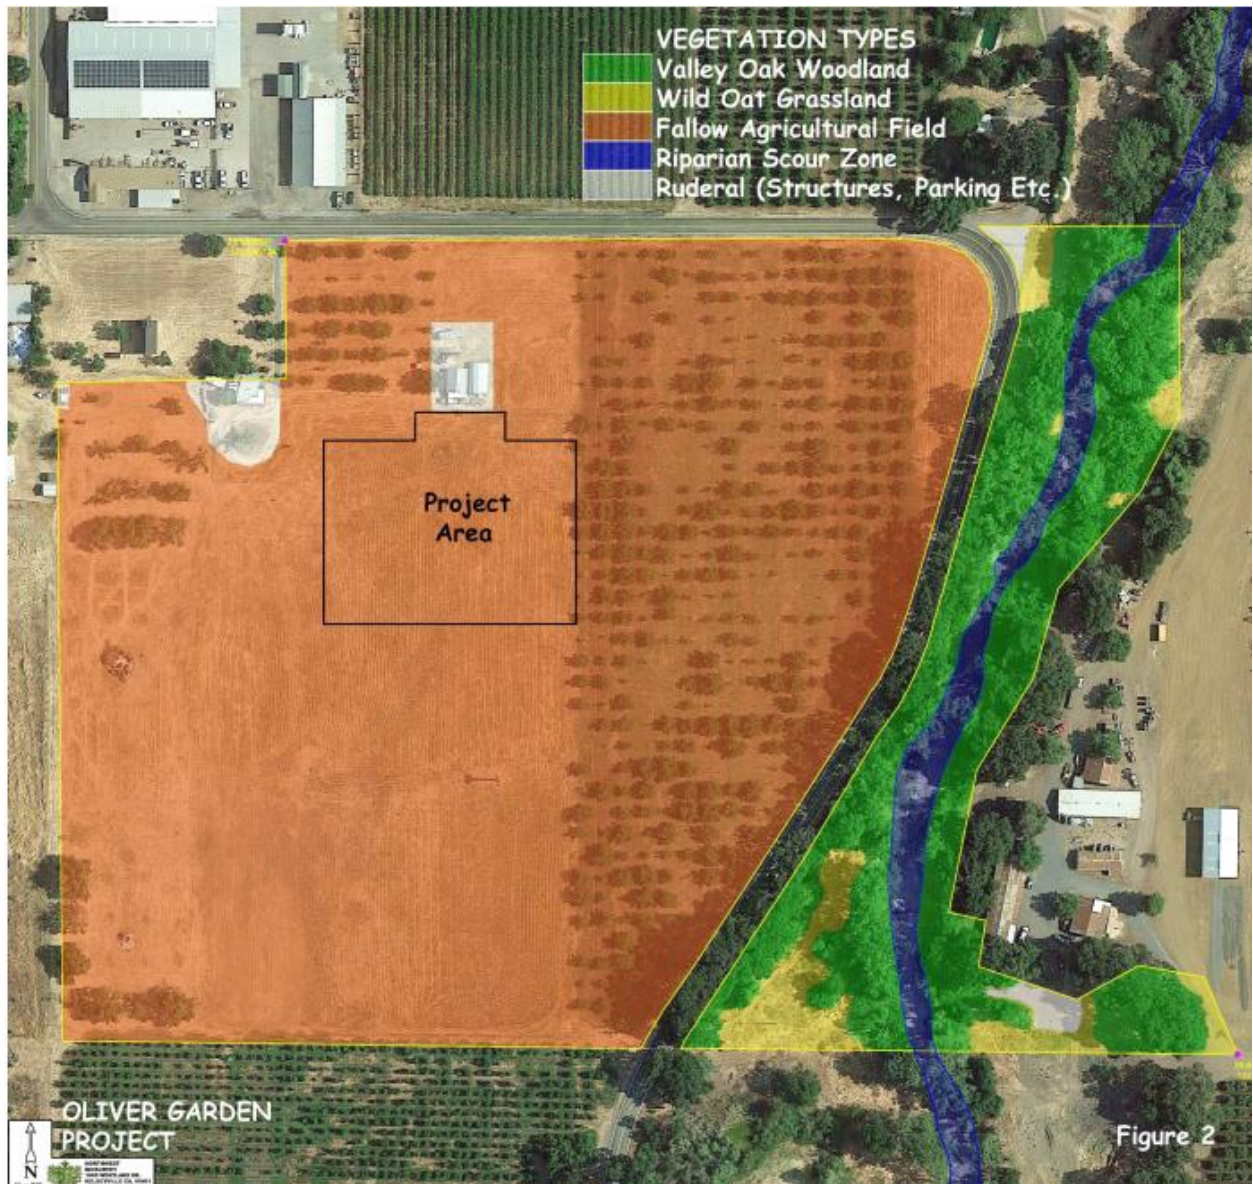 VEGETATION TYPES
Valley Oak Woodland
Wild Oat Grassland
Fallow Agricultural Field
Riparian Scour Zone
Ruderal (Structures, Parking Etc.)
Project
Area
OLIVER GARDEN
PROJECT
Figure 2
N
NORTHWEST